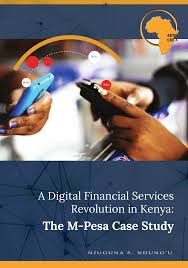 A Digital Financial Services
Revolution in Kenya:
The M-Pesa Case Study
NJUGUNA S. NDUNG'U